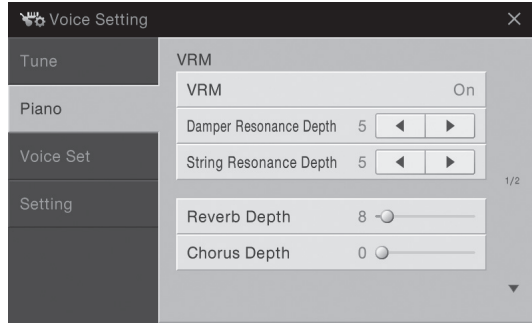 Voice Setting
Tune
Piano
Voice Set
Setting
VRM
VRM On
Damper Resonance Depth 5
String Resonance Depth 5
Reverb Depth 8
Chorus Depth 0
1/2